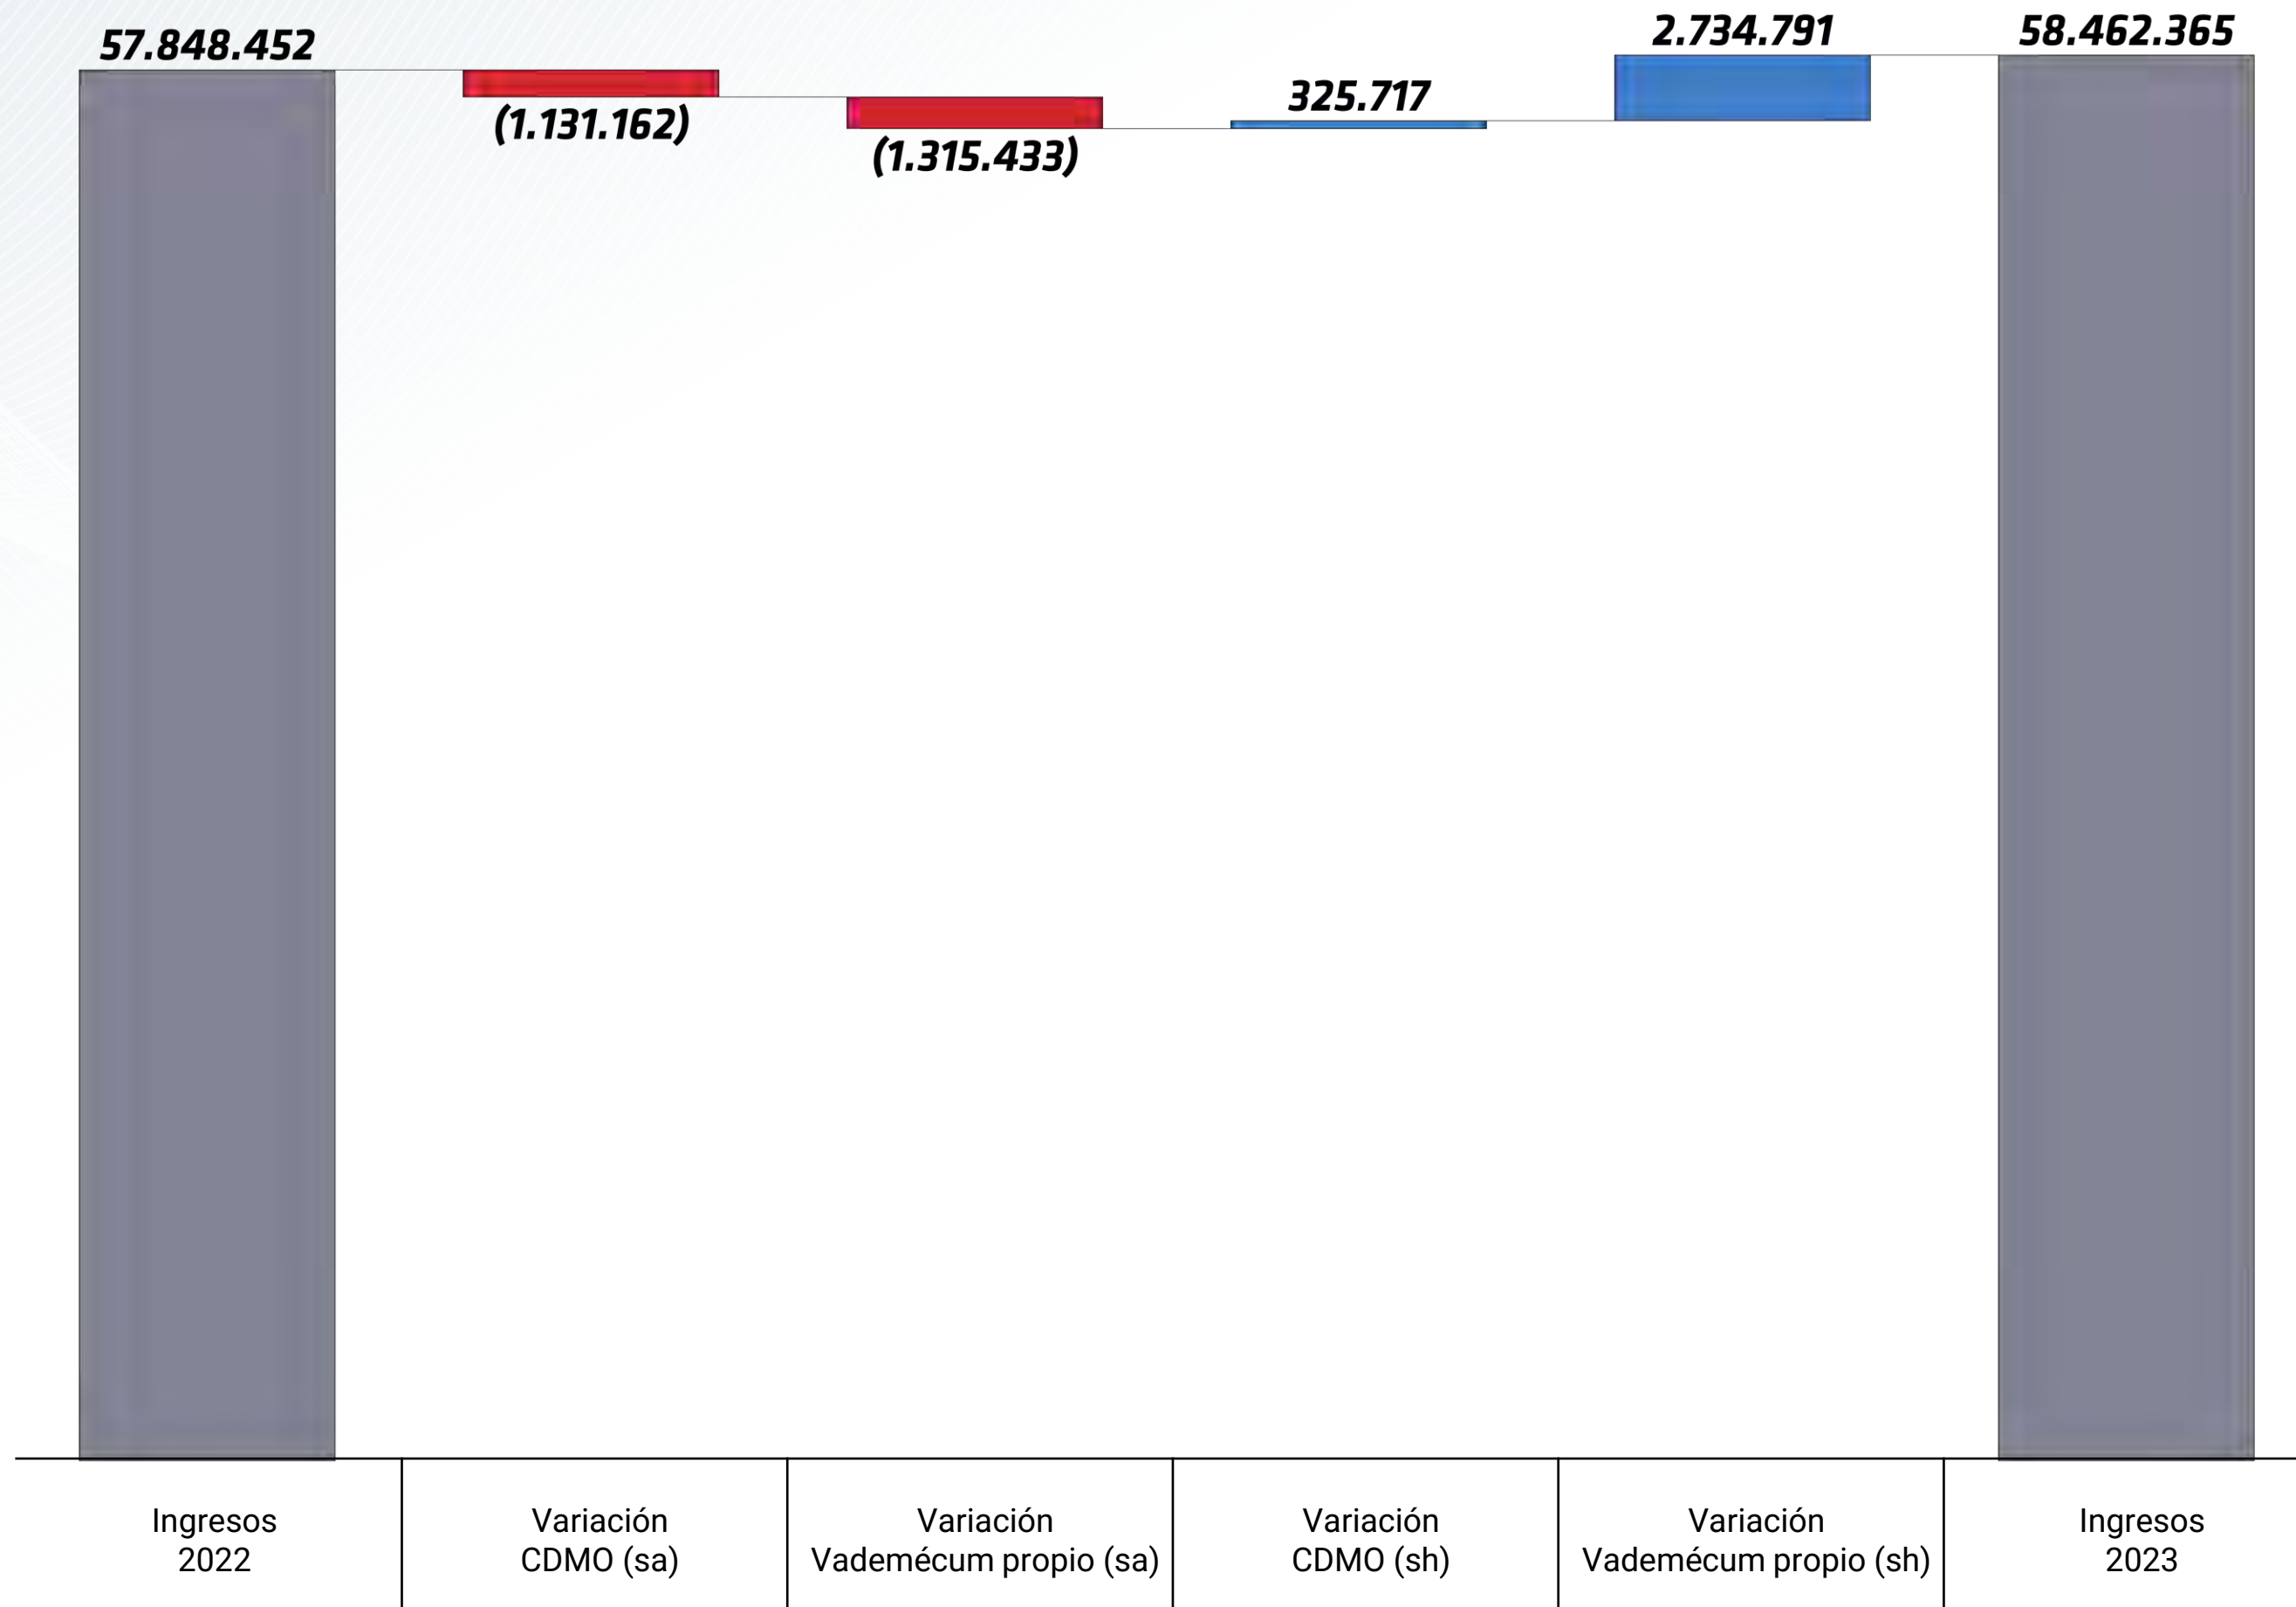 57.848.452
(1.131.162)
(1.315.433)
325.717
2.734.791
58.462.365
Ingresos
2022
Variación
CDMO (sa)
Variación
Vademécum propio (sa)
Variación
CDMO (sh)
Variación
Vademécum propio (sh)
Ingresos
2023